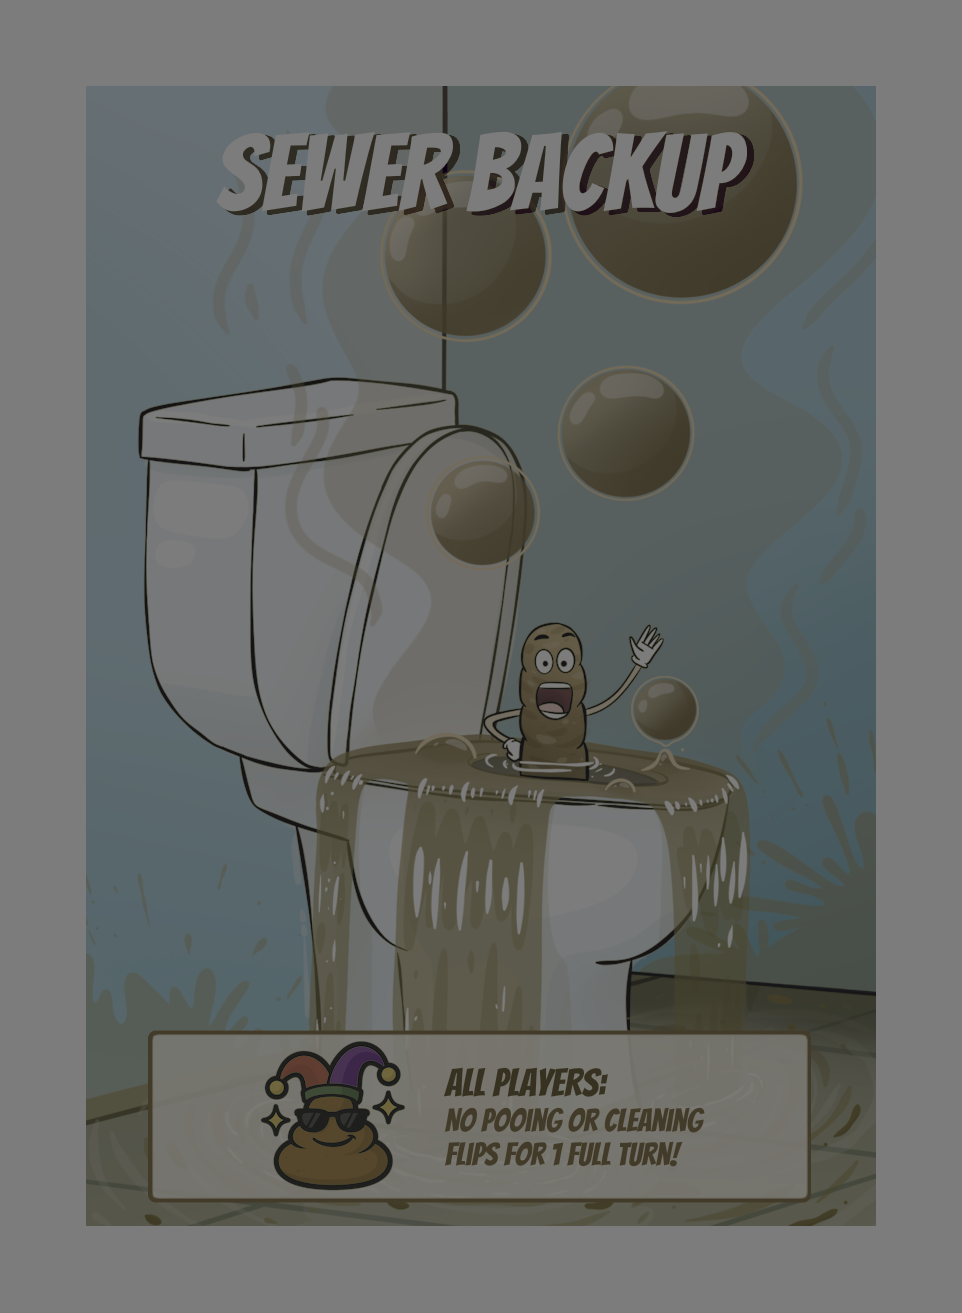 SEWER BACKUP
ALL PLAYERS:
NO POOING OR CLEANING
FLIPS FOR 1 FULL TURN!